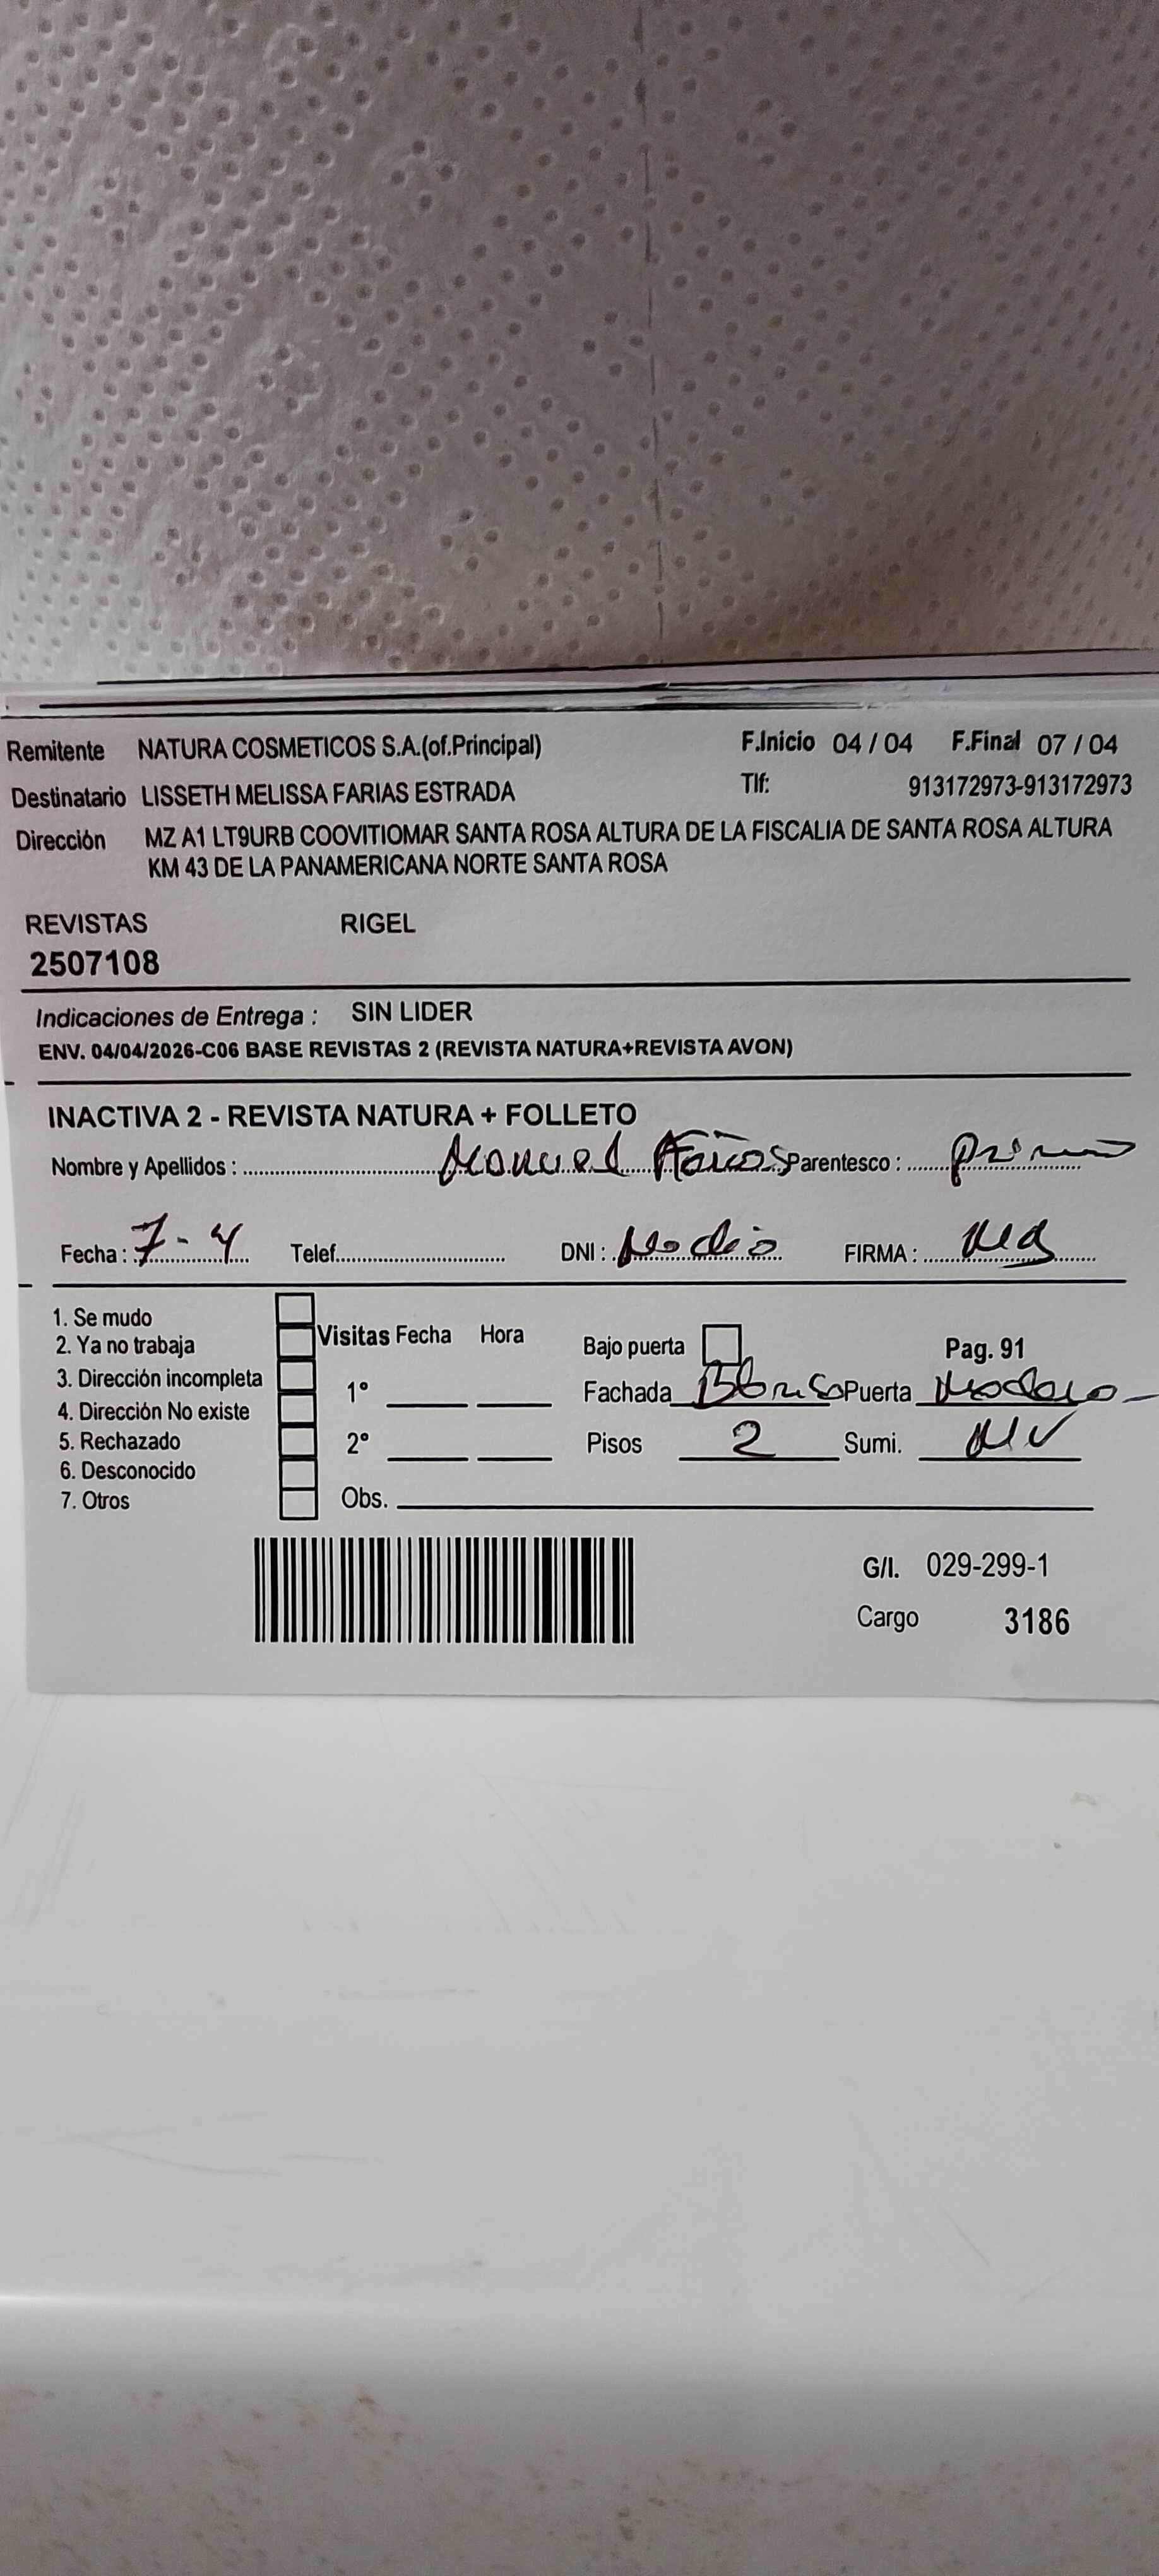 Remitente NATURA COSMETICOS S.A.(of.Principal) F.Inicio 04 / 04 F.Final 07 / 04
Destinatario LISSETH MELISSA FARIAS ESTRADA Tlf: 913172973-913172973
Dirección MZ A1 LT9URB COOVITIOMAR SANTA ROSA ALTURA DE LA FISCALIA DE SANTA ROSA ALTURA
KM 43 DE LA PANAMERICANA NORTE SANTA ROSA
REVISTAS RIGEL
2507108
Indicaciones de Entrega : SIN LIDER
ENV. 04/04/2026-C06 BASE REVISTAS 2 (REVISTA NATURA+REVISTA AVON)
INACTIVA 2 - REVISTA NATURA + FOLLETO
Nombre y Apellidos : Manuel Farias Parentesco : primo
Fecha : 7-4 Telef. DNI : No dio FIRMA :
1. Se mudo
2. Ya no trabaja Visitas Fecha Hora Bajo puerta Pag. 91
3. Dirección incompleta 1° Fachada Blanco Puerta
4. Dirección No existe
5. Rechazado 2° Pisos 2 Sumi.
6. Desconocido
7. Otros Obs.
G/I. 029-299-1
Cargo 3186